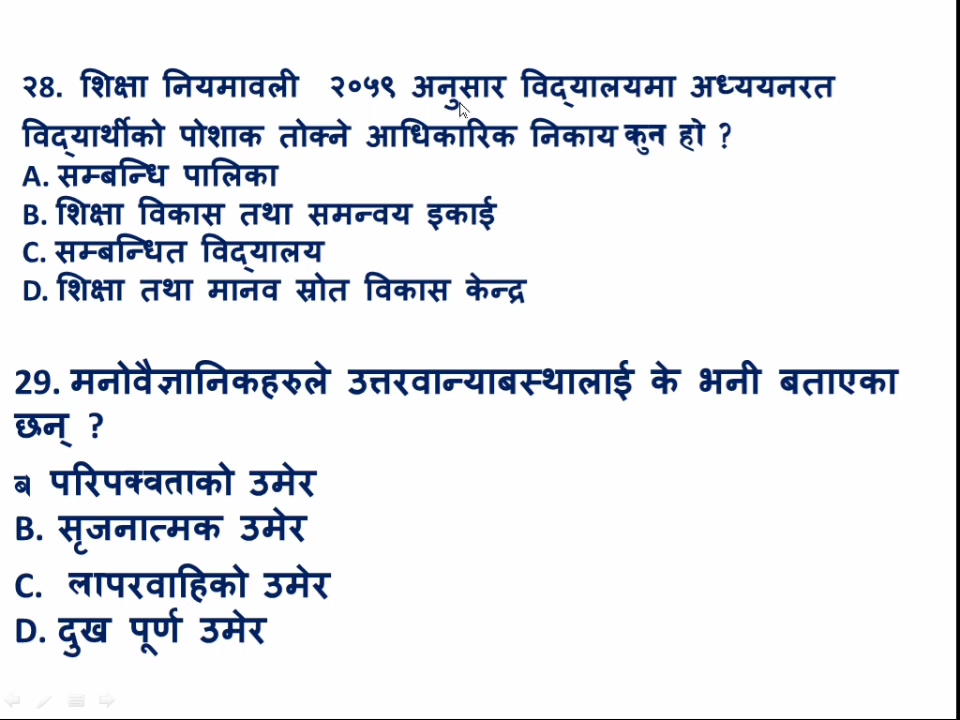 २8. शिक्षा नियमावली २०५९ अनुसार विद्यालयमा अध्ययनरत
विद्यार्थीको पोशाक तोक्ने आधिकारिक निकाय कुन हो ?
A. सम्बन्धि पालिका
B. शिक्षा विकास तथा समन्वय इकाई
C. सम्बन्धित विद्यालय
D. शिक्षा तथा मानव स्रोत विकास केन्द्र
29. मनोवैज्ञानिकहरुले उत्तरवान्याबस्थालाई के भनी बताएका
छन् ?
ब परिपक्वताको उमेर
B. सृजनात्मक उमेर
C. लापरवाहिको उमेर
D. दुख पूर्ण उमेर